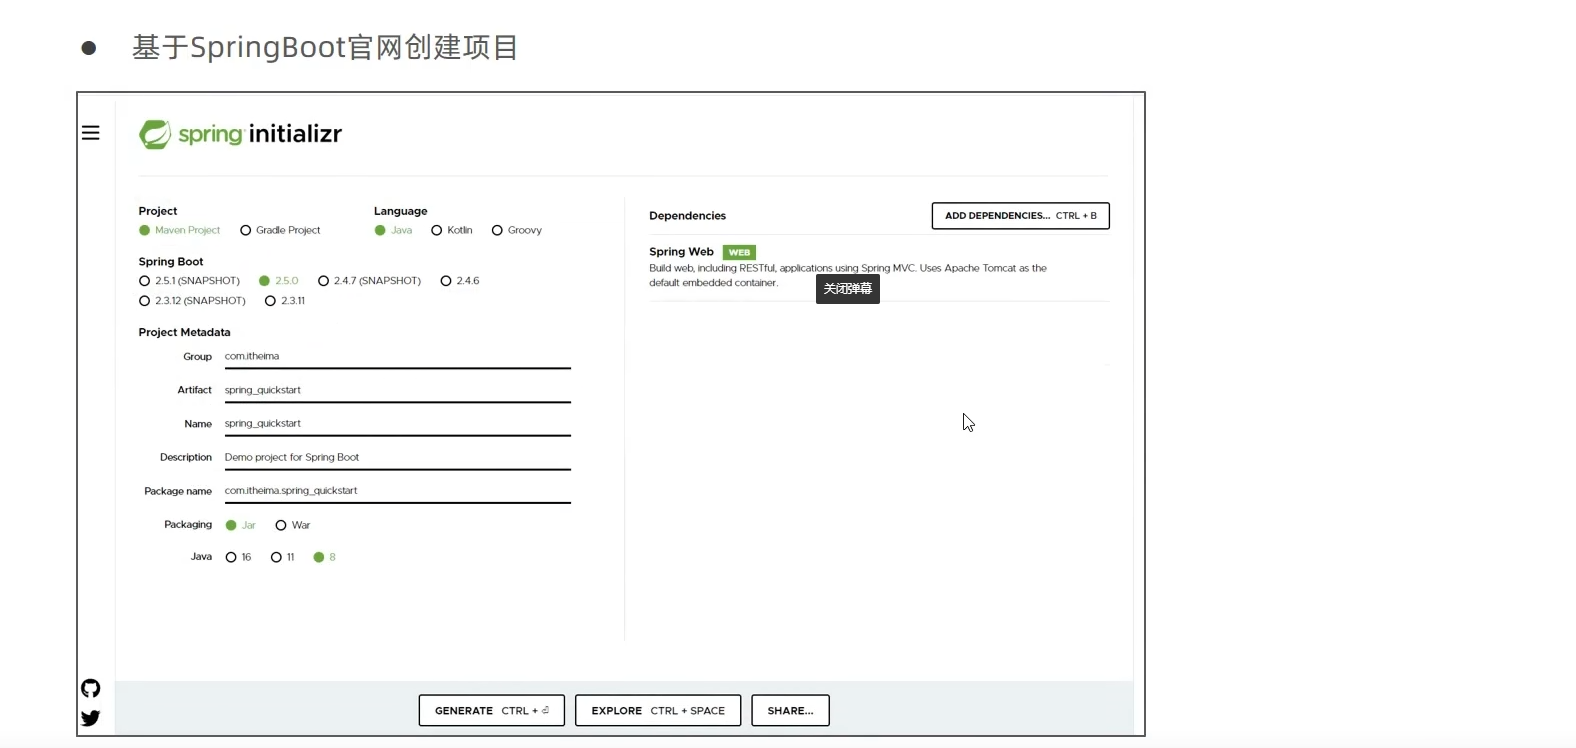 ● 基于SpringBoot官网创建项目
spring initializr
Project
Maven Project Gradle Project
Language
Java Kotlin Groovy
Spring Boot
2.5.1 (SNAPSHOT) 2.5.0 2.4.7 (SNAPSHOT) 2.4.6
2.3.12 (SNAPSHOT) 2.3.11
Project Metadata
Group com.itheima
Artifact spring_quickstart
Name spring_quickstart
Description Demo project for Spring Boot
Package name com.itheima.spring_quickstart
Packaging Jar War
Java 16 11 8
Dependencies
ADD DEPENDENCIES... CTRL + B
Spring Web WEB
Build web, including RESTful, applications using Spring MVC. Uses Apache Tomcat as the
default embedded container.
关闭弹幕
GENERATE CTRL + ⏎
EXPLORE CTRL + SPACE
SHARE...